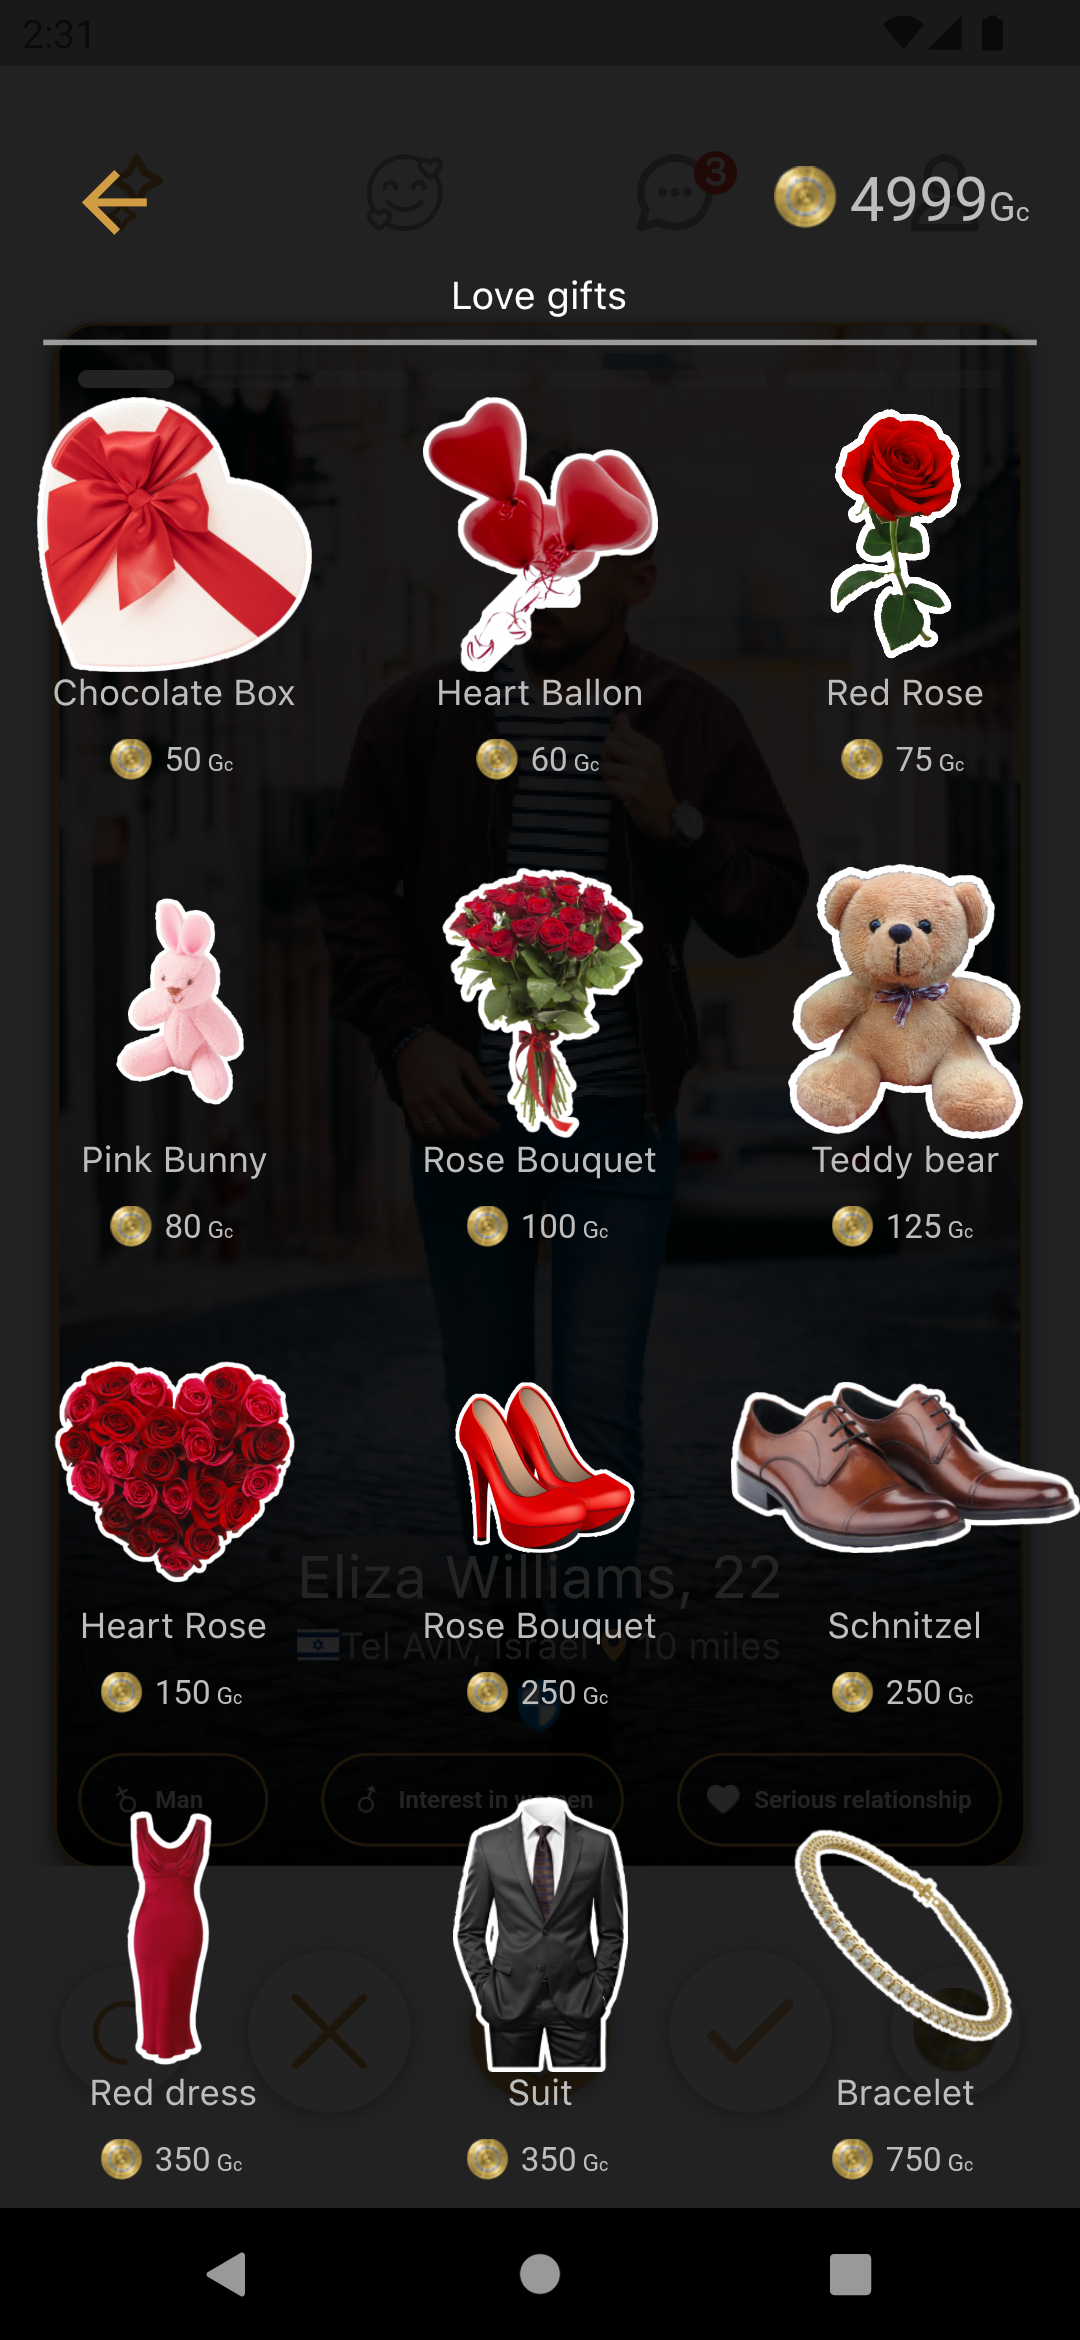 2:31
3
4999Gc
Love gifts
Chocolate Box
Heart Ballon
Red Rose
50 Gc
60 Gc
75 Gc
Pink Bunny
Rose Bouquet
Teddy bear
80 Gc
100 Gc
125 Gc
Eliza Williams, 22
Heart Rose
Rose Bouquet
Schnitzel
Tel Aviv, Israel 10 miles
150 Gc
250 Gc
250 Gc
Man
Interest in women
Serious relationship
Red dress
Suit
Bracelet
350 Gc
350 Gc
750 Gc